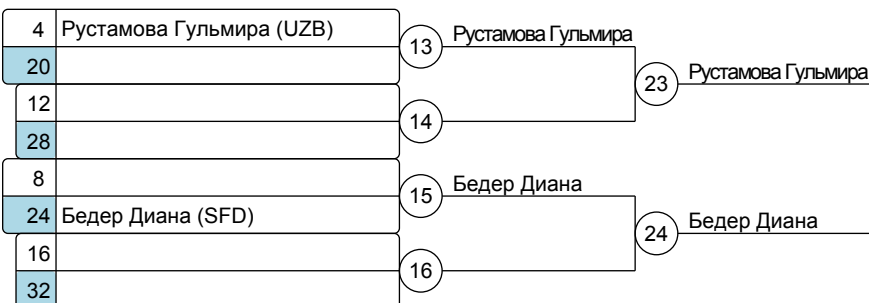 4 Рустамова Гульмира (UZB)
13 Рустамова Гульмира
20
23 Рустамова Гульмира
12
14
28
8
15 Бедер Диана
24 Бедер Диана (SFD)
24 Бедер Диана
16
16
32